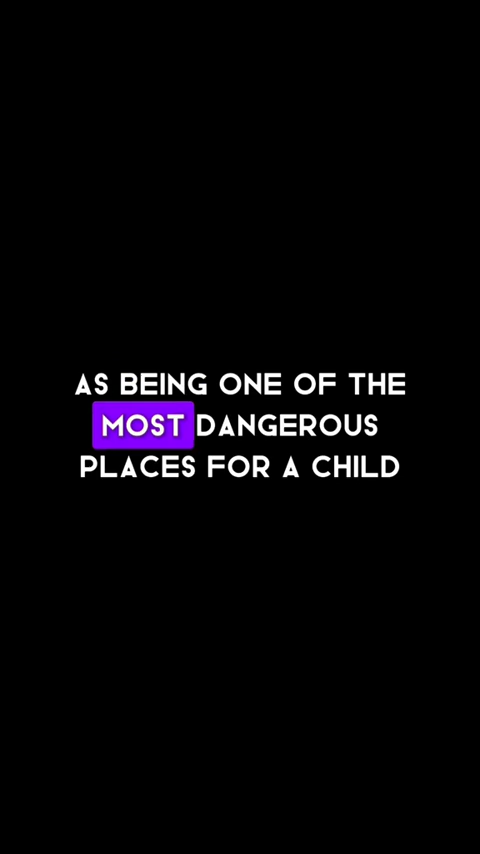 AS BEING ONE OF THE
MOST DANGEROUS
PLACES FOR A CHILD